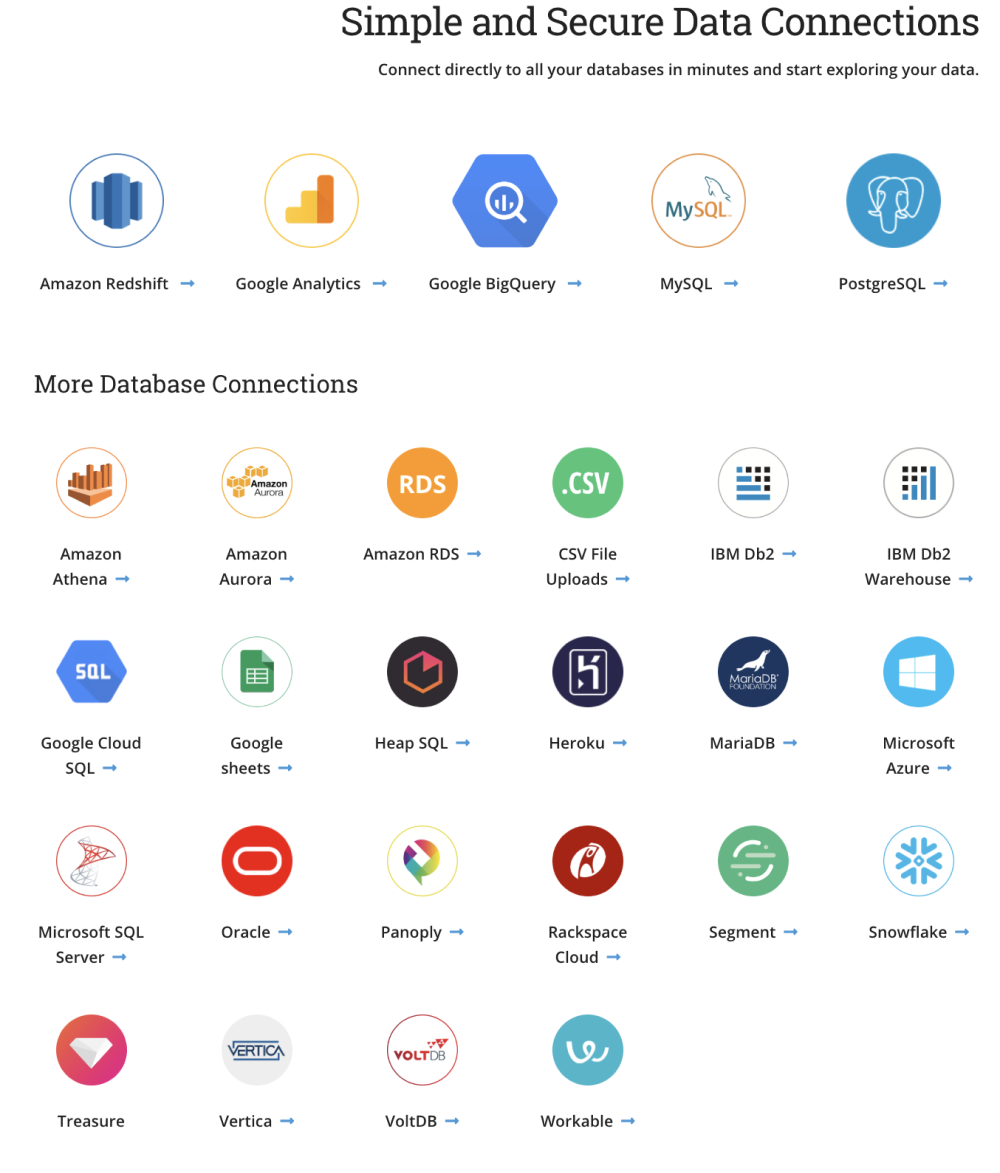 Simple and Secure Data Connections
Connect directly to all your databases in minutes and start exploring your data.
MySQL
Amazon Redshift → Google Analytics → Google BigQuery → MySQL → PostgreSQL →
More Database Connections
Amazon Aurora RDS .CSV
Amazon Athena → Amazon Aurora → Amazon RDS → CSV File Uploads → IBM Db2 → IBM Db2 Warehouse →
SQL MariaDB FOUNDATION
Google Cloud SQL → Google sheets → Heap SQL → Heroku → MariaDB → Microsoft Azure →
Microsoft SQL Server → Oracle → Panoply → Rackspace Cloud → Segment → Snowflake →
VERTICA VOLTDB
Treasure Vertica → VoltDB → Workable →